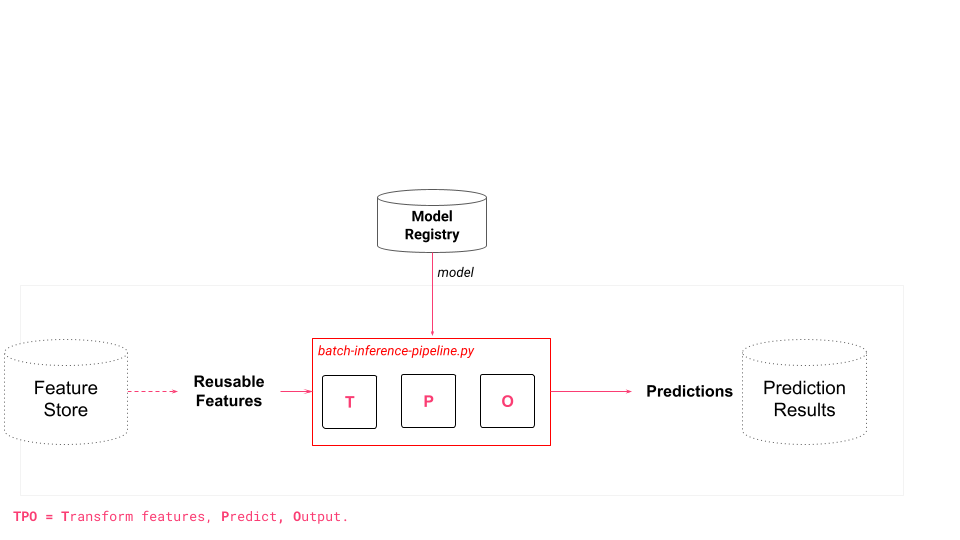 Model
Registry
model
batch-inference-pipeline.py
Feature
Store
Reusable
Features
T
P
O
Predictions
Prediction
Results
TPO = Transform features, Predict, Output.